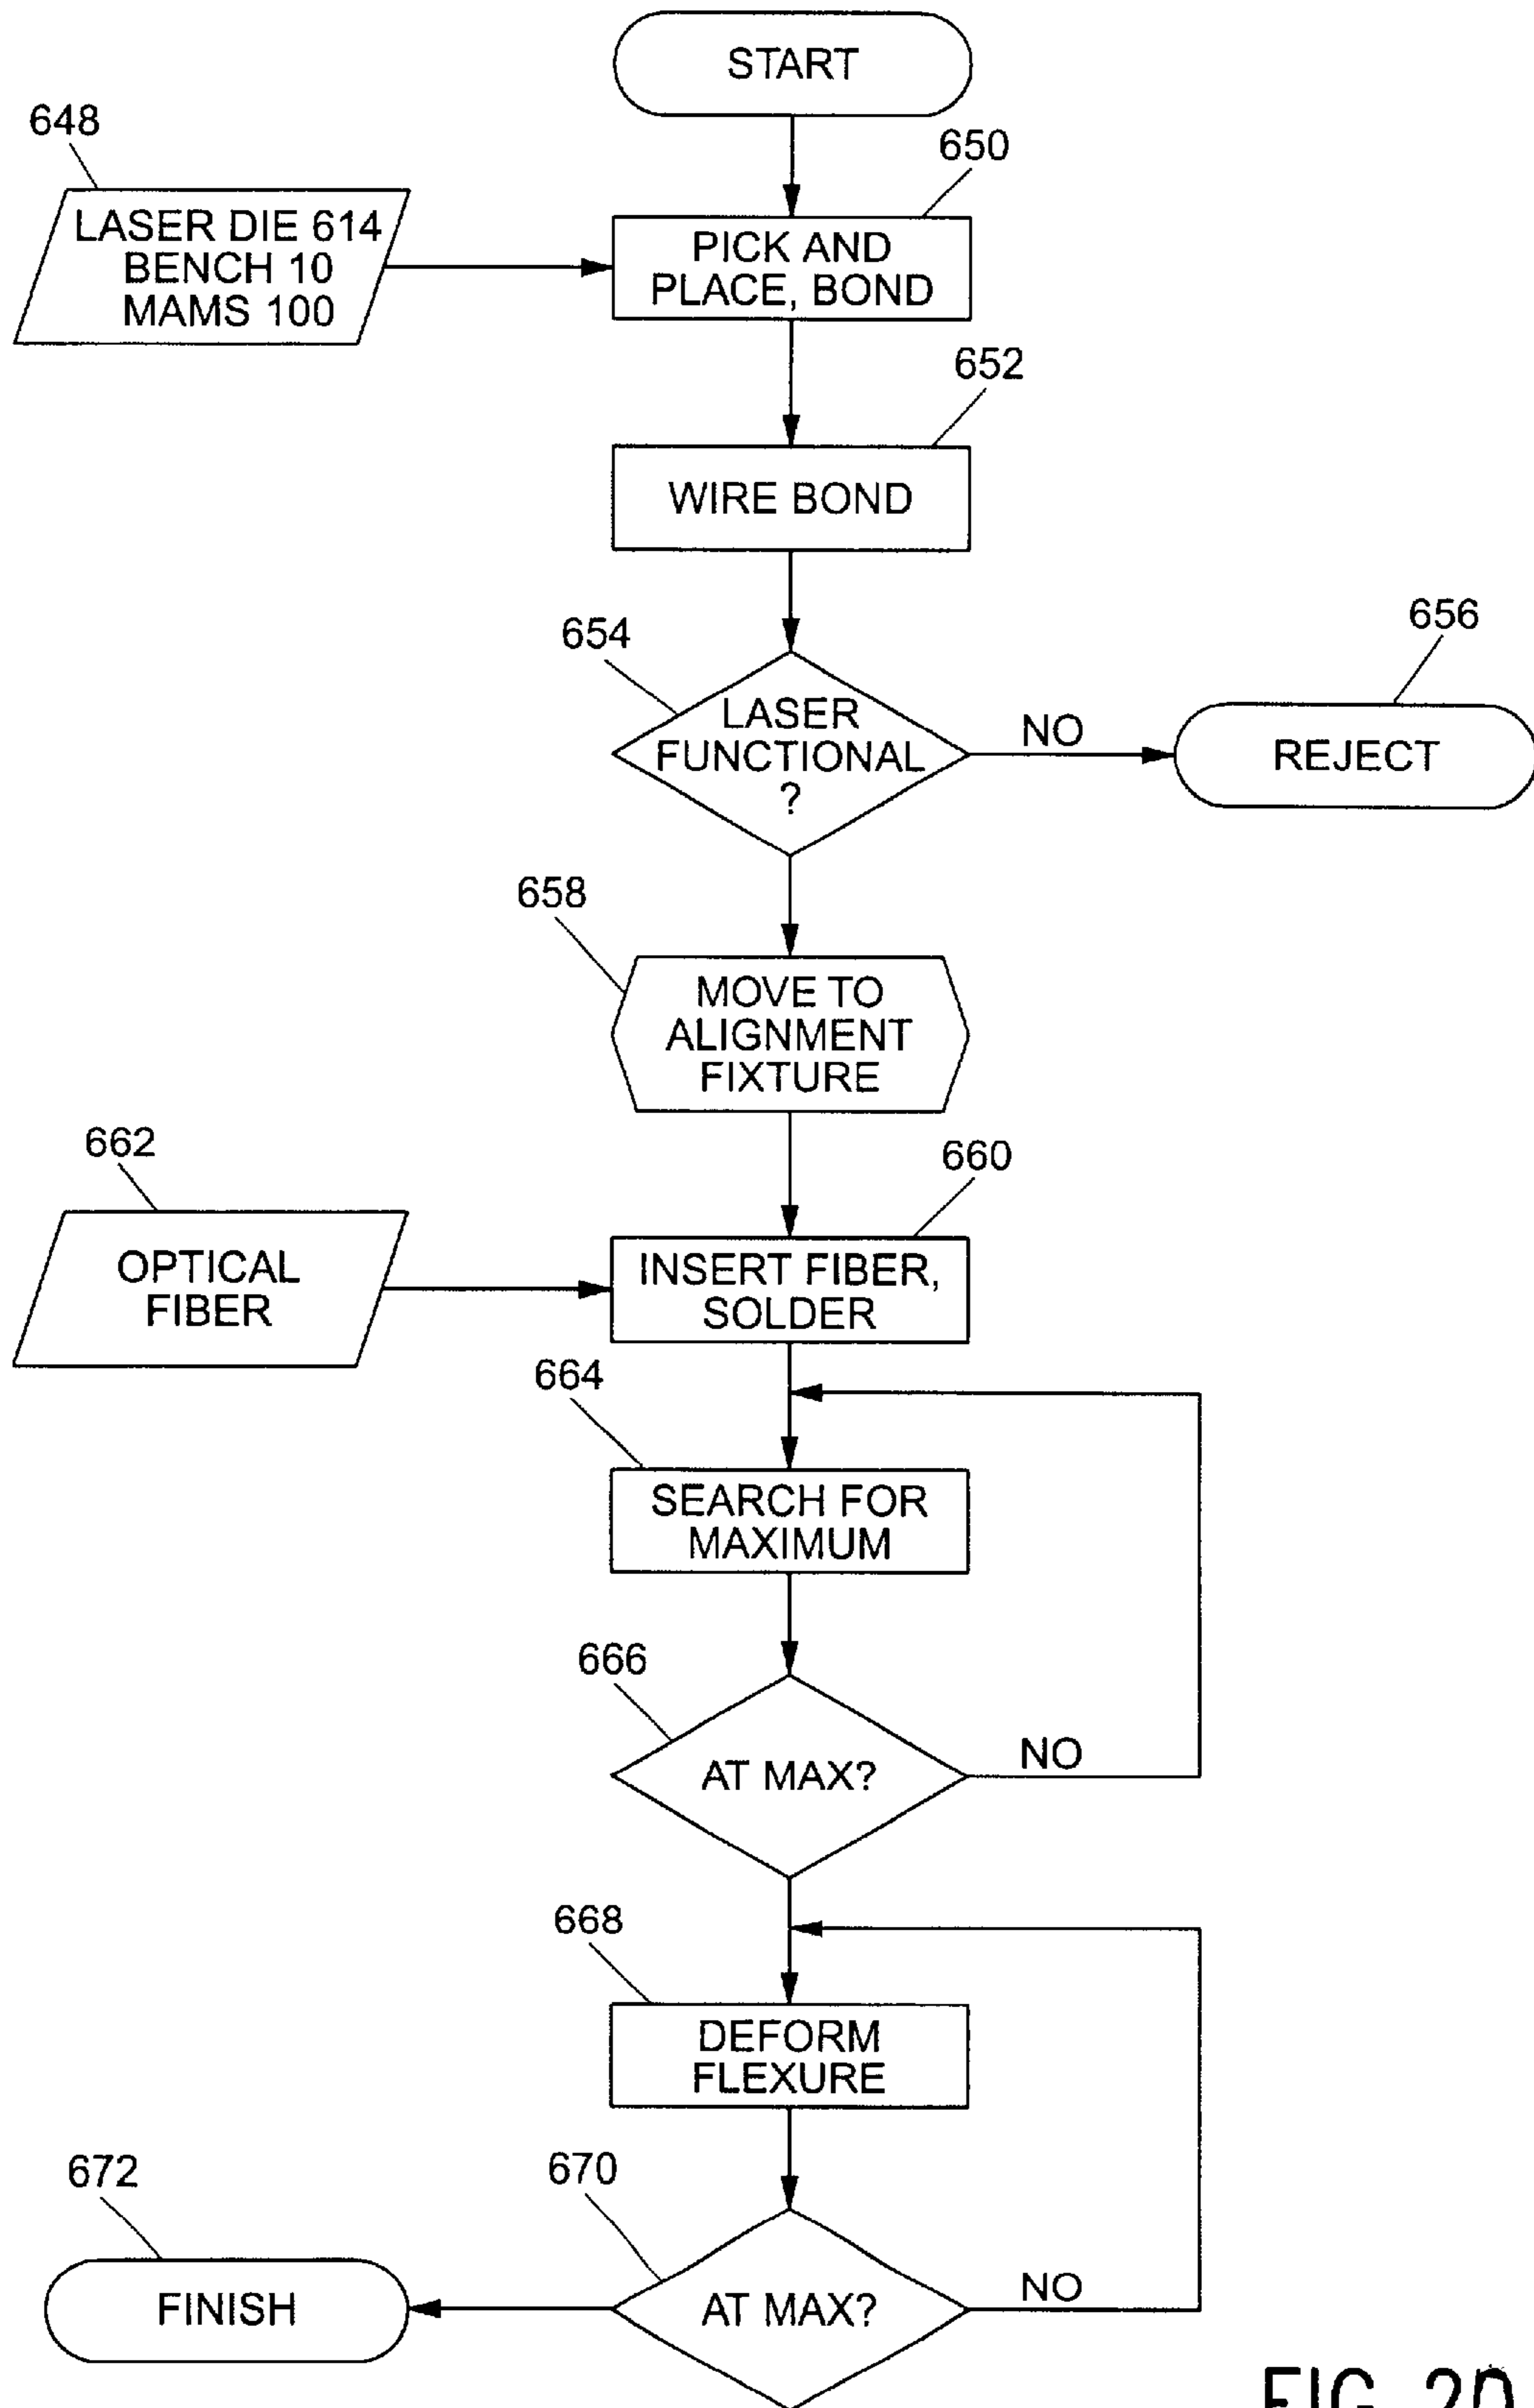 START
648
650
LASER DIE 614
BENCH 10
MAMS 100
PICK AND
PLACE, BOND
652
WIRE BOND
654
656
LASER
FUNCTIONAL
?
NO
REJECT
658
MOVE TO
ALIGNMENT
FIXTURE
662
660
OPTICAL
FIBER
INSERT FIBER,
SOLDER
664
SEARCH FOR
MAXIMUM
666
AT MAX?
NO
668
DEFORM
FLEXURE
672
670
FINISH
AT MAX?
NO
FIG. 2D